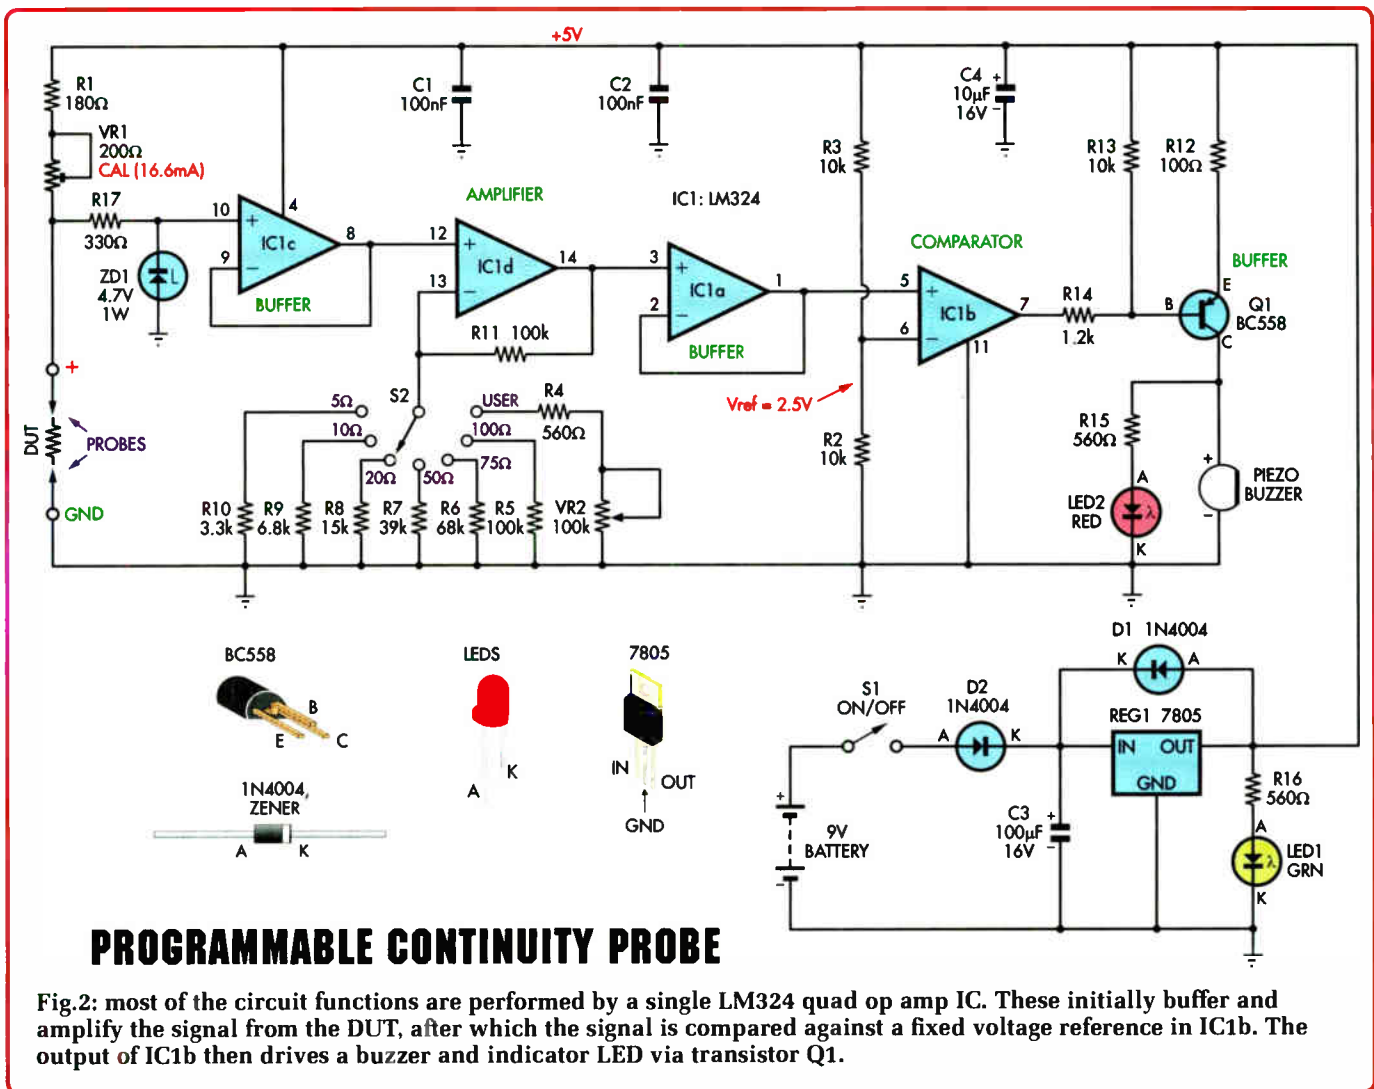 +5V
R1
180Ω
VR1
200Ω
CAL (16.6mA)
R17
330Ω
ZD1
4.7V
1W
L
10
9
4
8
+
−
IC1c
BUFFER
C1
100nF
C2
100nF
AMPLIFIER
12
13
14
+
−
IC1d
R11 100k
IC1: LM324
3
2
1
+
−
IC1a
BUFFER
R3
10k
C4
10µF
16V
+
−
COMPARATOR
5
6
7
11
+
−
IC1b
Vref = 2.5V
R2
10k
R13
10k
R12
100Ω
R14
1.2k
BUFFER
E
B
C
Q1
BC558
R15
560Ω
A
LED2
RED
λ
K
+
−
PIEZO
BUZZER
+
DUT
PROBES
GND
5Ω
10Ω
20Ω
50Ω
75Ω
100Ω
USER
S2
R4
560Ω
R10
3.3k
R9
6.8k
R8
15k
R7
39k
R6
68k
R5
100k
VR2
100k
BC558
B
E
C
LEDS
K
A
7805
IN
OUT
GND
1N4004,
ZENER
A
K
D1 1N4004
K
A
S1
ON/OFF
D2
1N4004
A
K
REG1 7805
IN
OUT
GND
+
−
9V
BATTERY
C3
100µF
16V
+
−
R16
560Ω
A
LED1
GRN
λ
K
PROGRAMMABLE CONTINUITY PROBE
Fig.2: most of the circuit functions are performed by a single LM324 quad op amp IC. These initially buffer and
amplify the signal from the DUT, after which the signal is compared against a fixed voltage reference in IC1b. The
output of IC1b then drives a buzzer and indicator LED via transistor Q1.